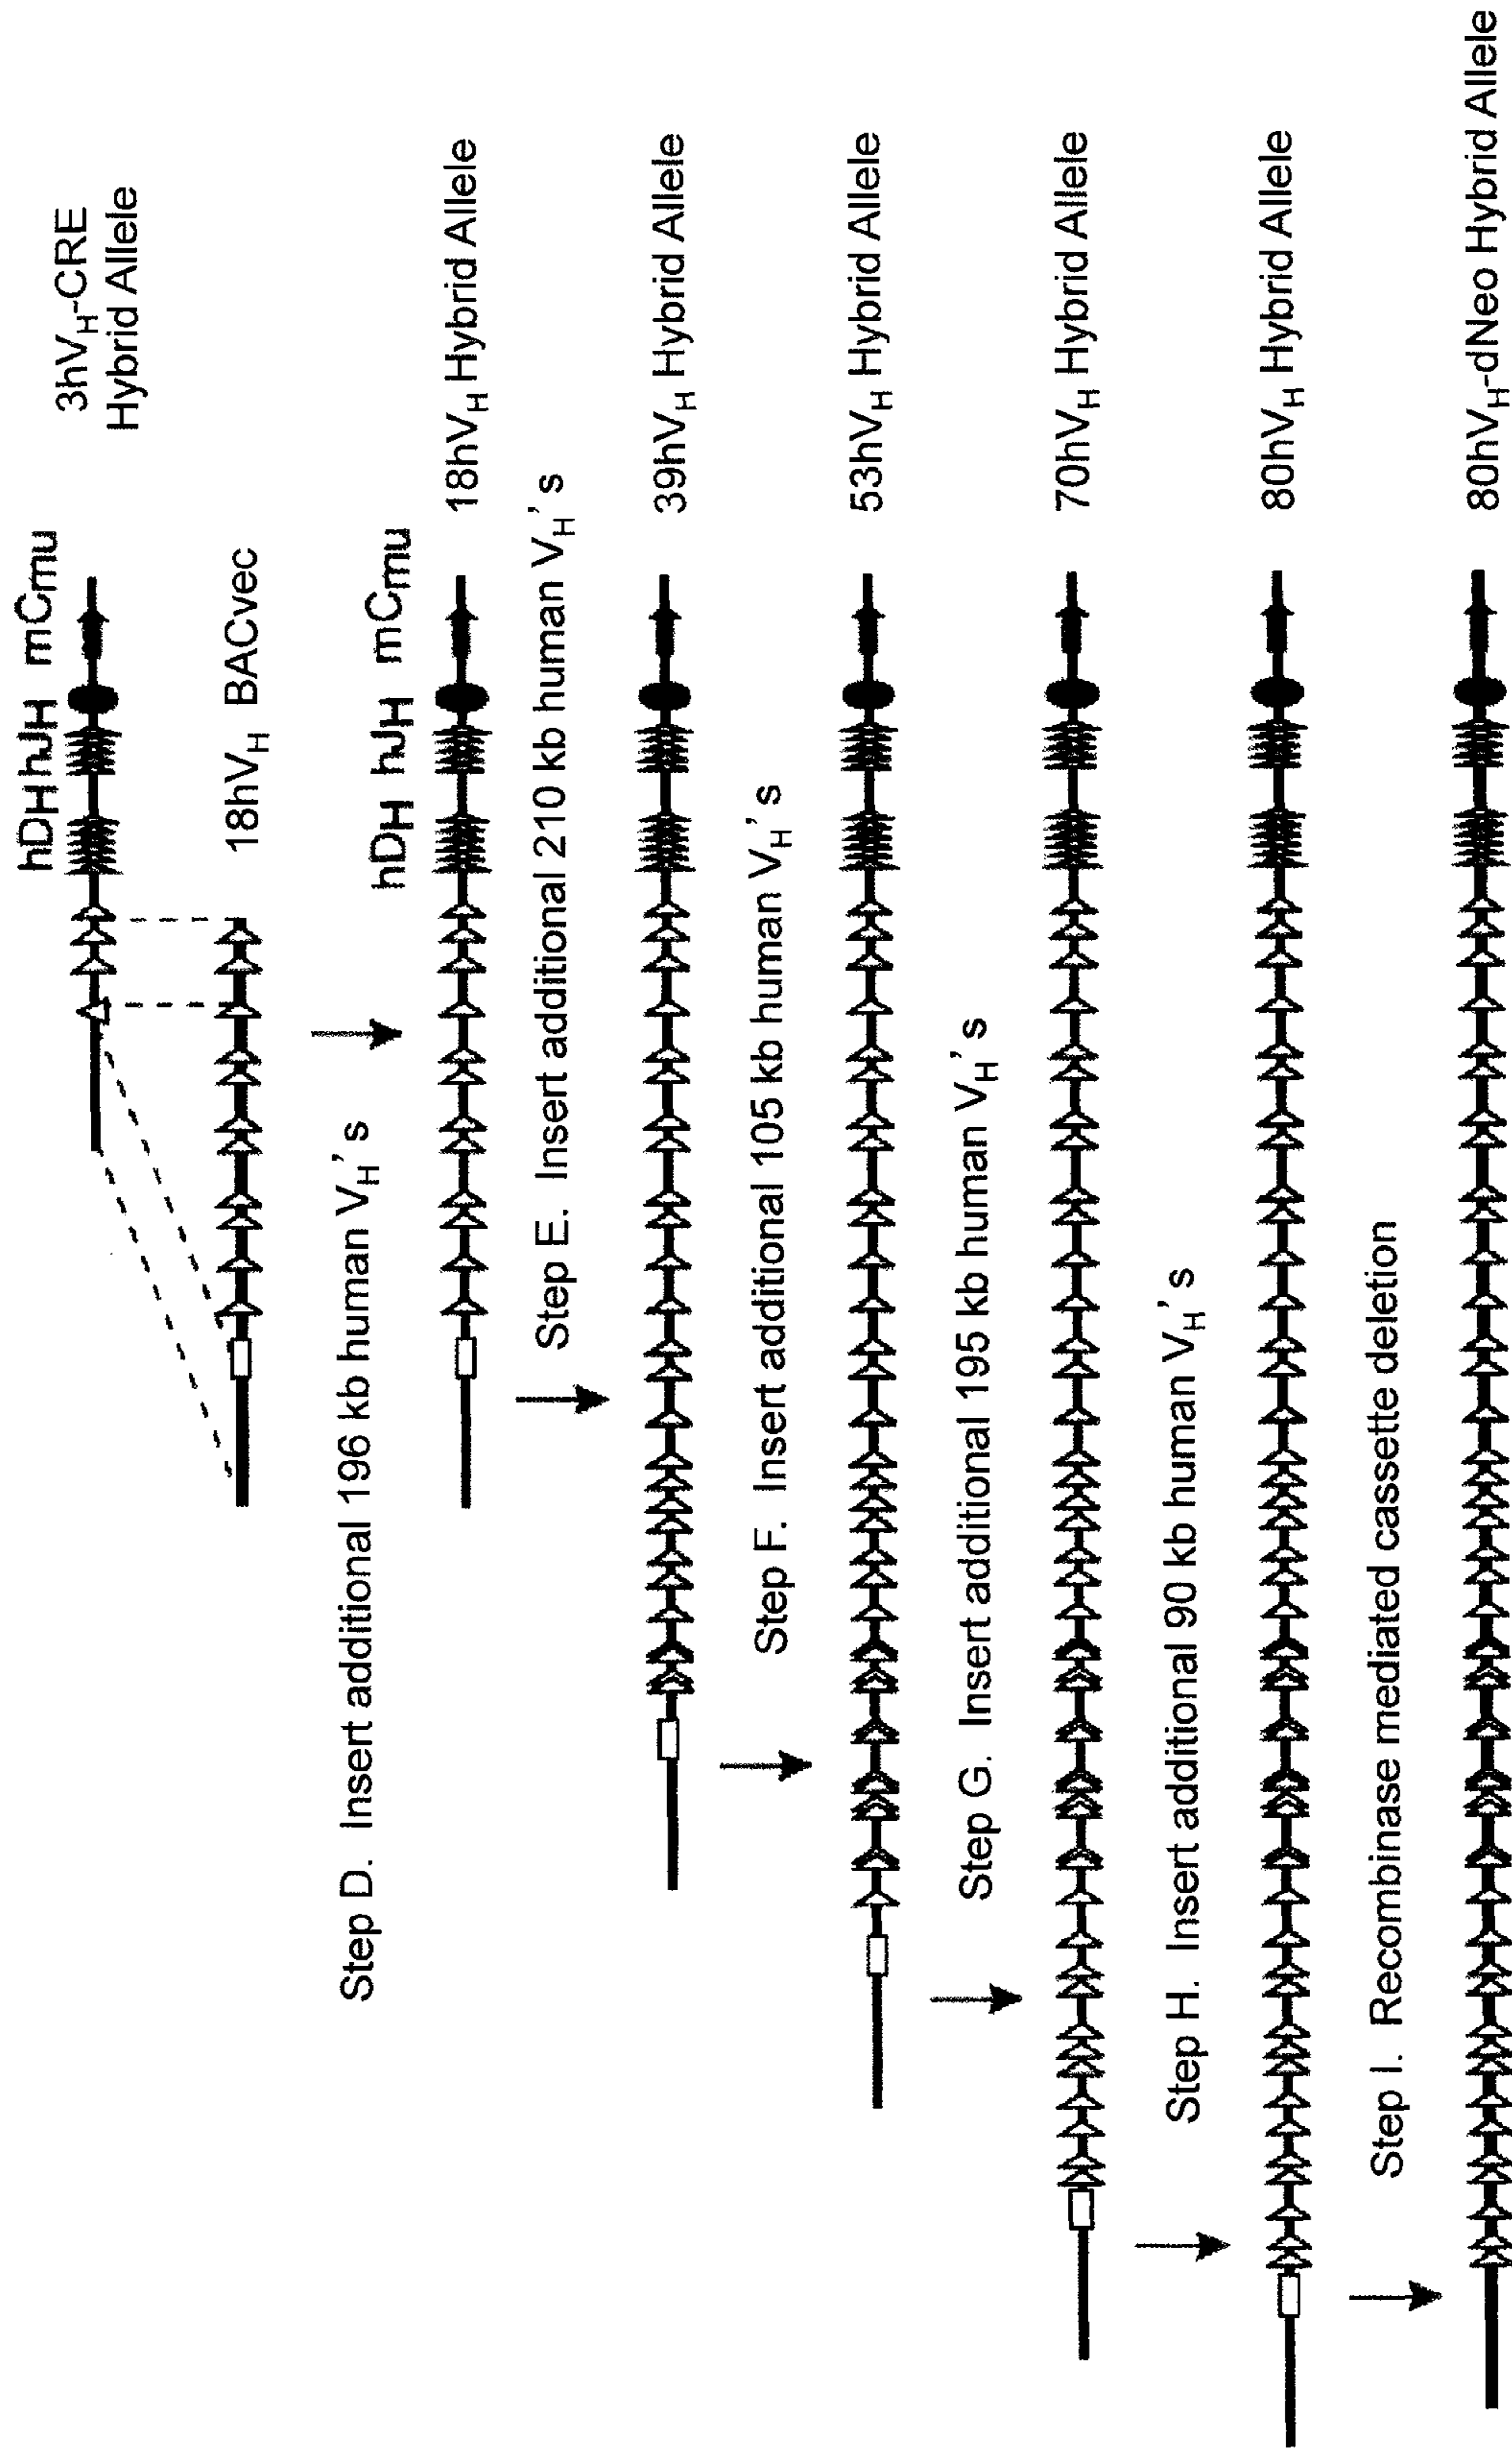 3hVH-CRE
Hybrid Allele
hDH hJH mCmu
18hVH BACvec
Step D. Insert additional 196 kb human VH's
hDH hJH mCmu
18hVH Hybrid Allele
Step E. Insert additional 210 kb human VH's
39hVH Hybrid Allele
Step F. Insert additional 105 kb human VH's
53hVH Hybrid Allele
Step G. Insert additional 195 kb human VH's
70hVH Hybrid Allele
Step H. Insert additional 90 kb human VH's
80hVH Hybrid Allele
Step I. Recombinase mediated cassette deletion
80hVH-dNeo Hybrid Allele